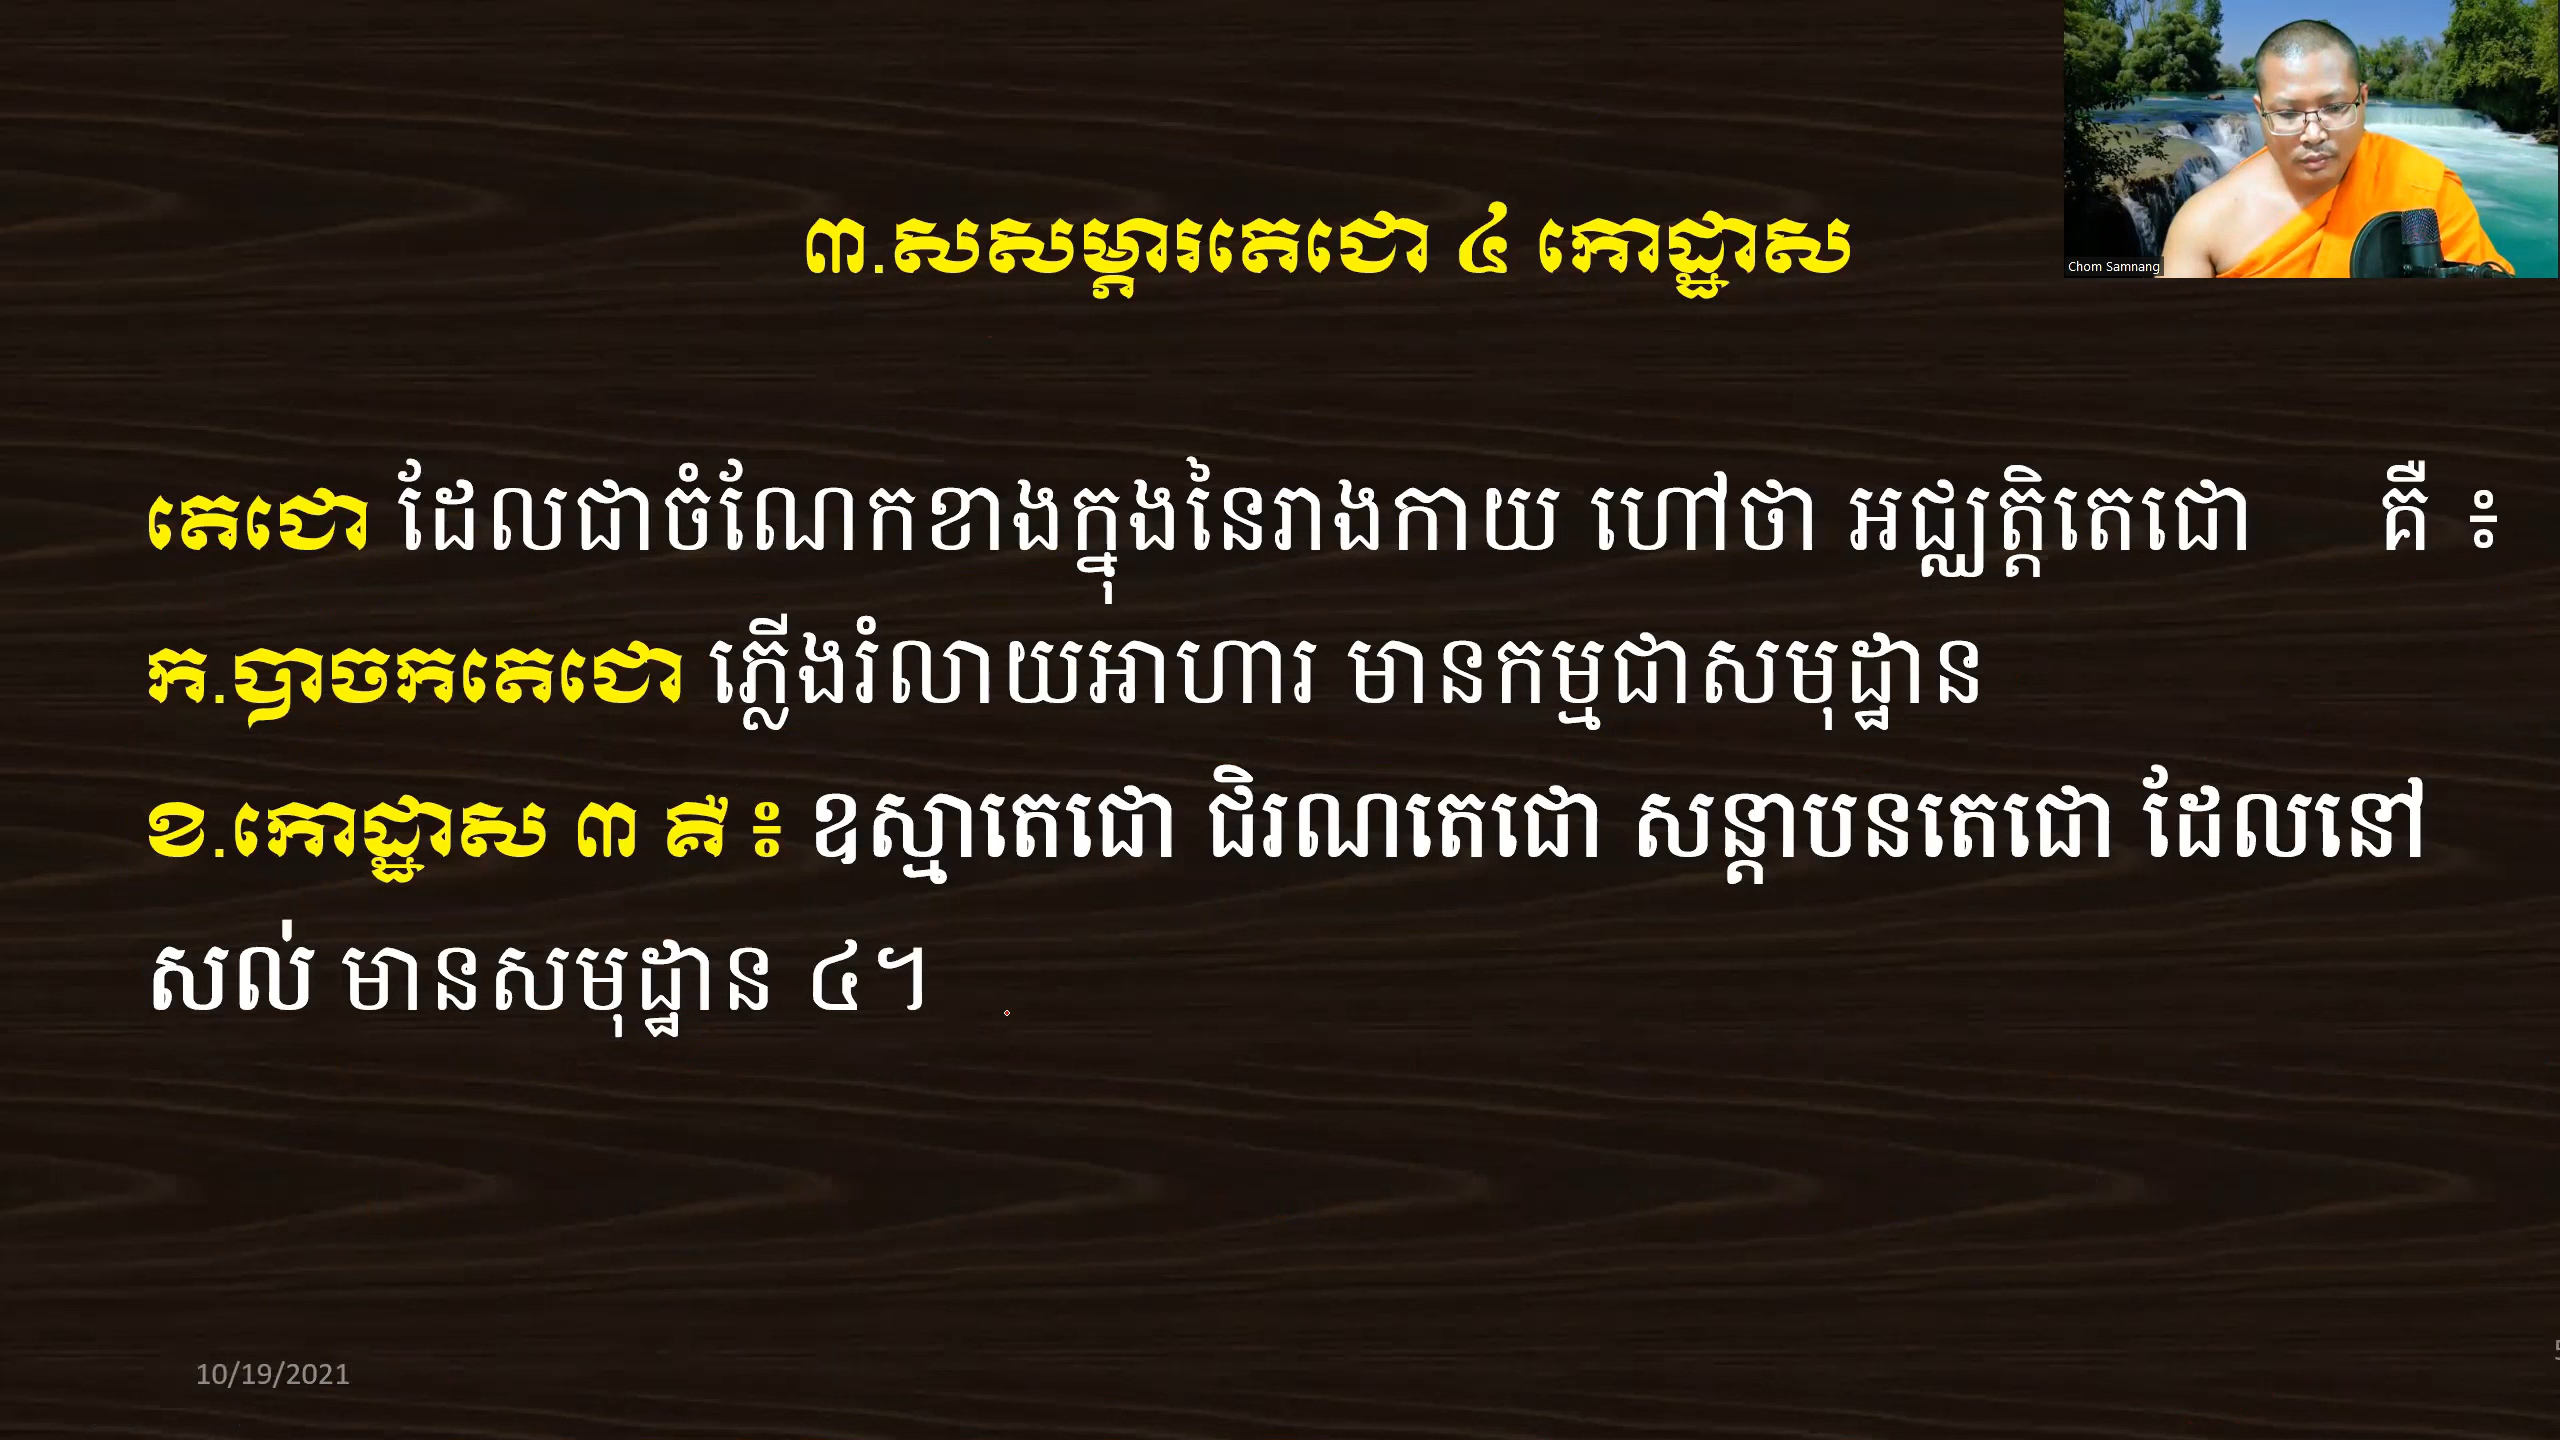 Chom Samnang
៣.សសម្ភារតេជោ ៤ កោដ្ឋាស
តេជោ ដែលជាចំណែកខាងក្នុងនៃរាងកាយ ហៅថា អជ្ឈត្តិតេជោ គឺ ៖
ក.បាចកតេជោ ភ្លើងរំលាយអាហារ មានកម្មជាសមុដ្ឋាន
ខ.កោដ្ឋាស ៣ គឺ ៖ ឧស្មាតេជោ ជិរណតេជោ សន្តាបនតេជោ ដែលនៅ
សល់ មានសមុដ្ឋាន ៤។
10/19/2021